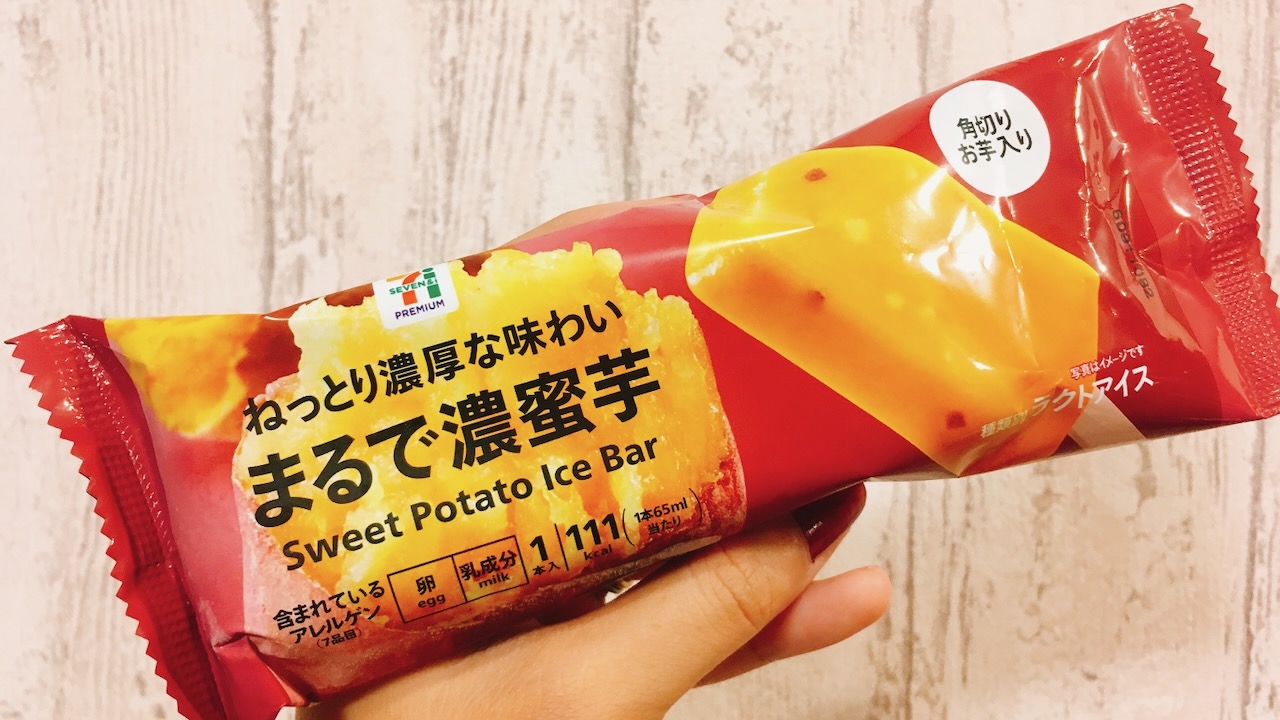 SEVEN&i
PREMIUM
ねっとり濃厚な味わい
まるで濃蜜芋
Sweet Potato Ice Bar
含まれている
アレルゲン
(7品目)
卵
egg
乳成分
milk
1
本入
111
kcal
(1本65ml
当たり)
角切り
お芋入り
写真はイメージです
種類別 ラクトアイス